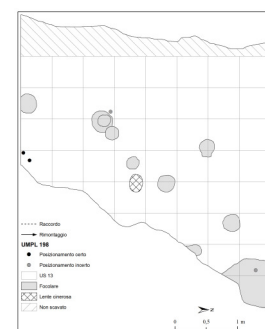 Raccordo
Rimontaggio
UMPL 198
Posizionamento certo
Posizionamento incerto
US 13
Focolare
Lente cinerosa
Non scavato
N
0 0,5 1 m